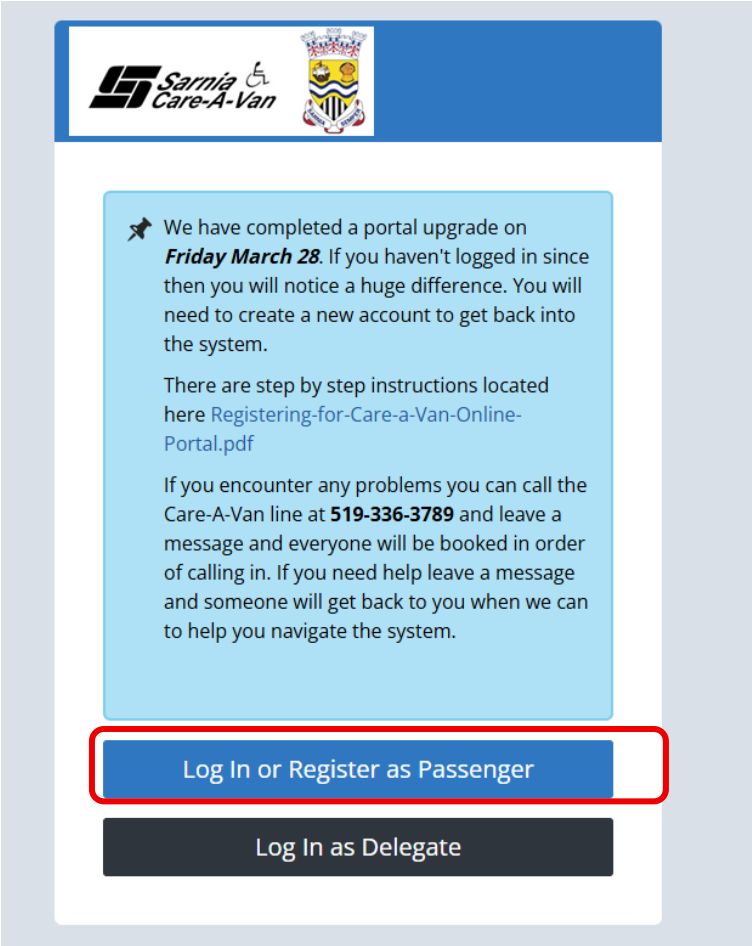 Sarnia
Care-A-Van
SARNIA SEMPER
We have completed a portal upgrade on
Friday March 28. If you haven't logged in since
then you will notice a huge difference. You will
need to create a new account to get back into
the system.
There are step by step instructions located
here Registering-for-Care-a-Van-Online-
Portal.pdf
If you encounter any problems you can call the
Care-A-Van line at 519-336-3789 and leave a
message and everyone will be booked in order
of calling in. If you need help leave a message
and someone will get back to you when we can
to help you navigate the system.
Log In or Register as Passenger
Log In as Delegate